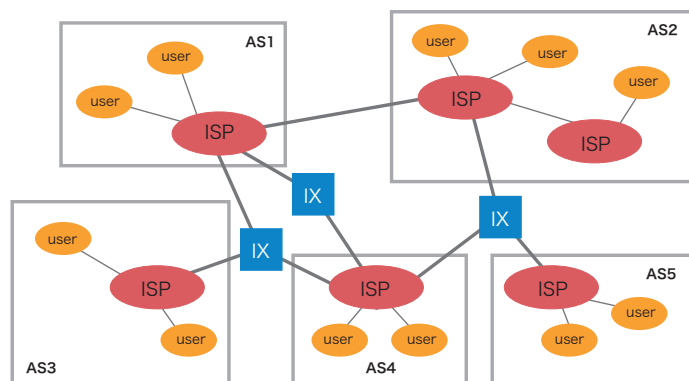 AS1
user
user
ISP
AS2
user
user
user
ISP
ISP
IX
IX
IX
user
ISP
user
AS3
ISP
user
user
AS4
AS5
ISP
user
user